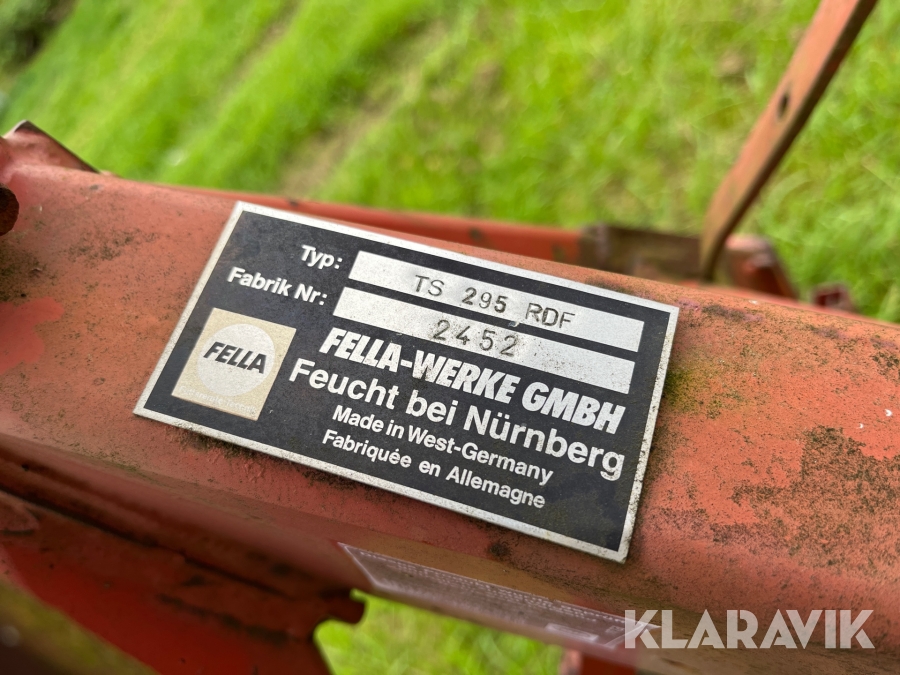 Typ: TS 295 RDF
Fabrik Nr: 2452
FELLA
FELLA-WERKE GMBH
Feucht bei Nürnberg
Made in West-Germany
Fabriquée en Allemagne
KLARAVIK